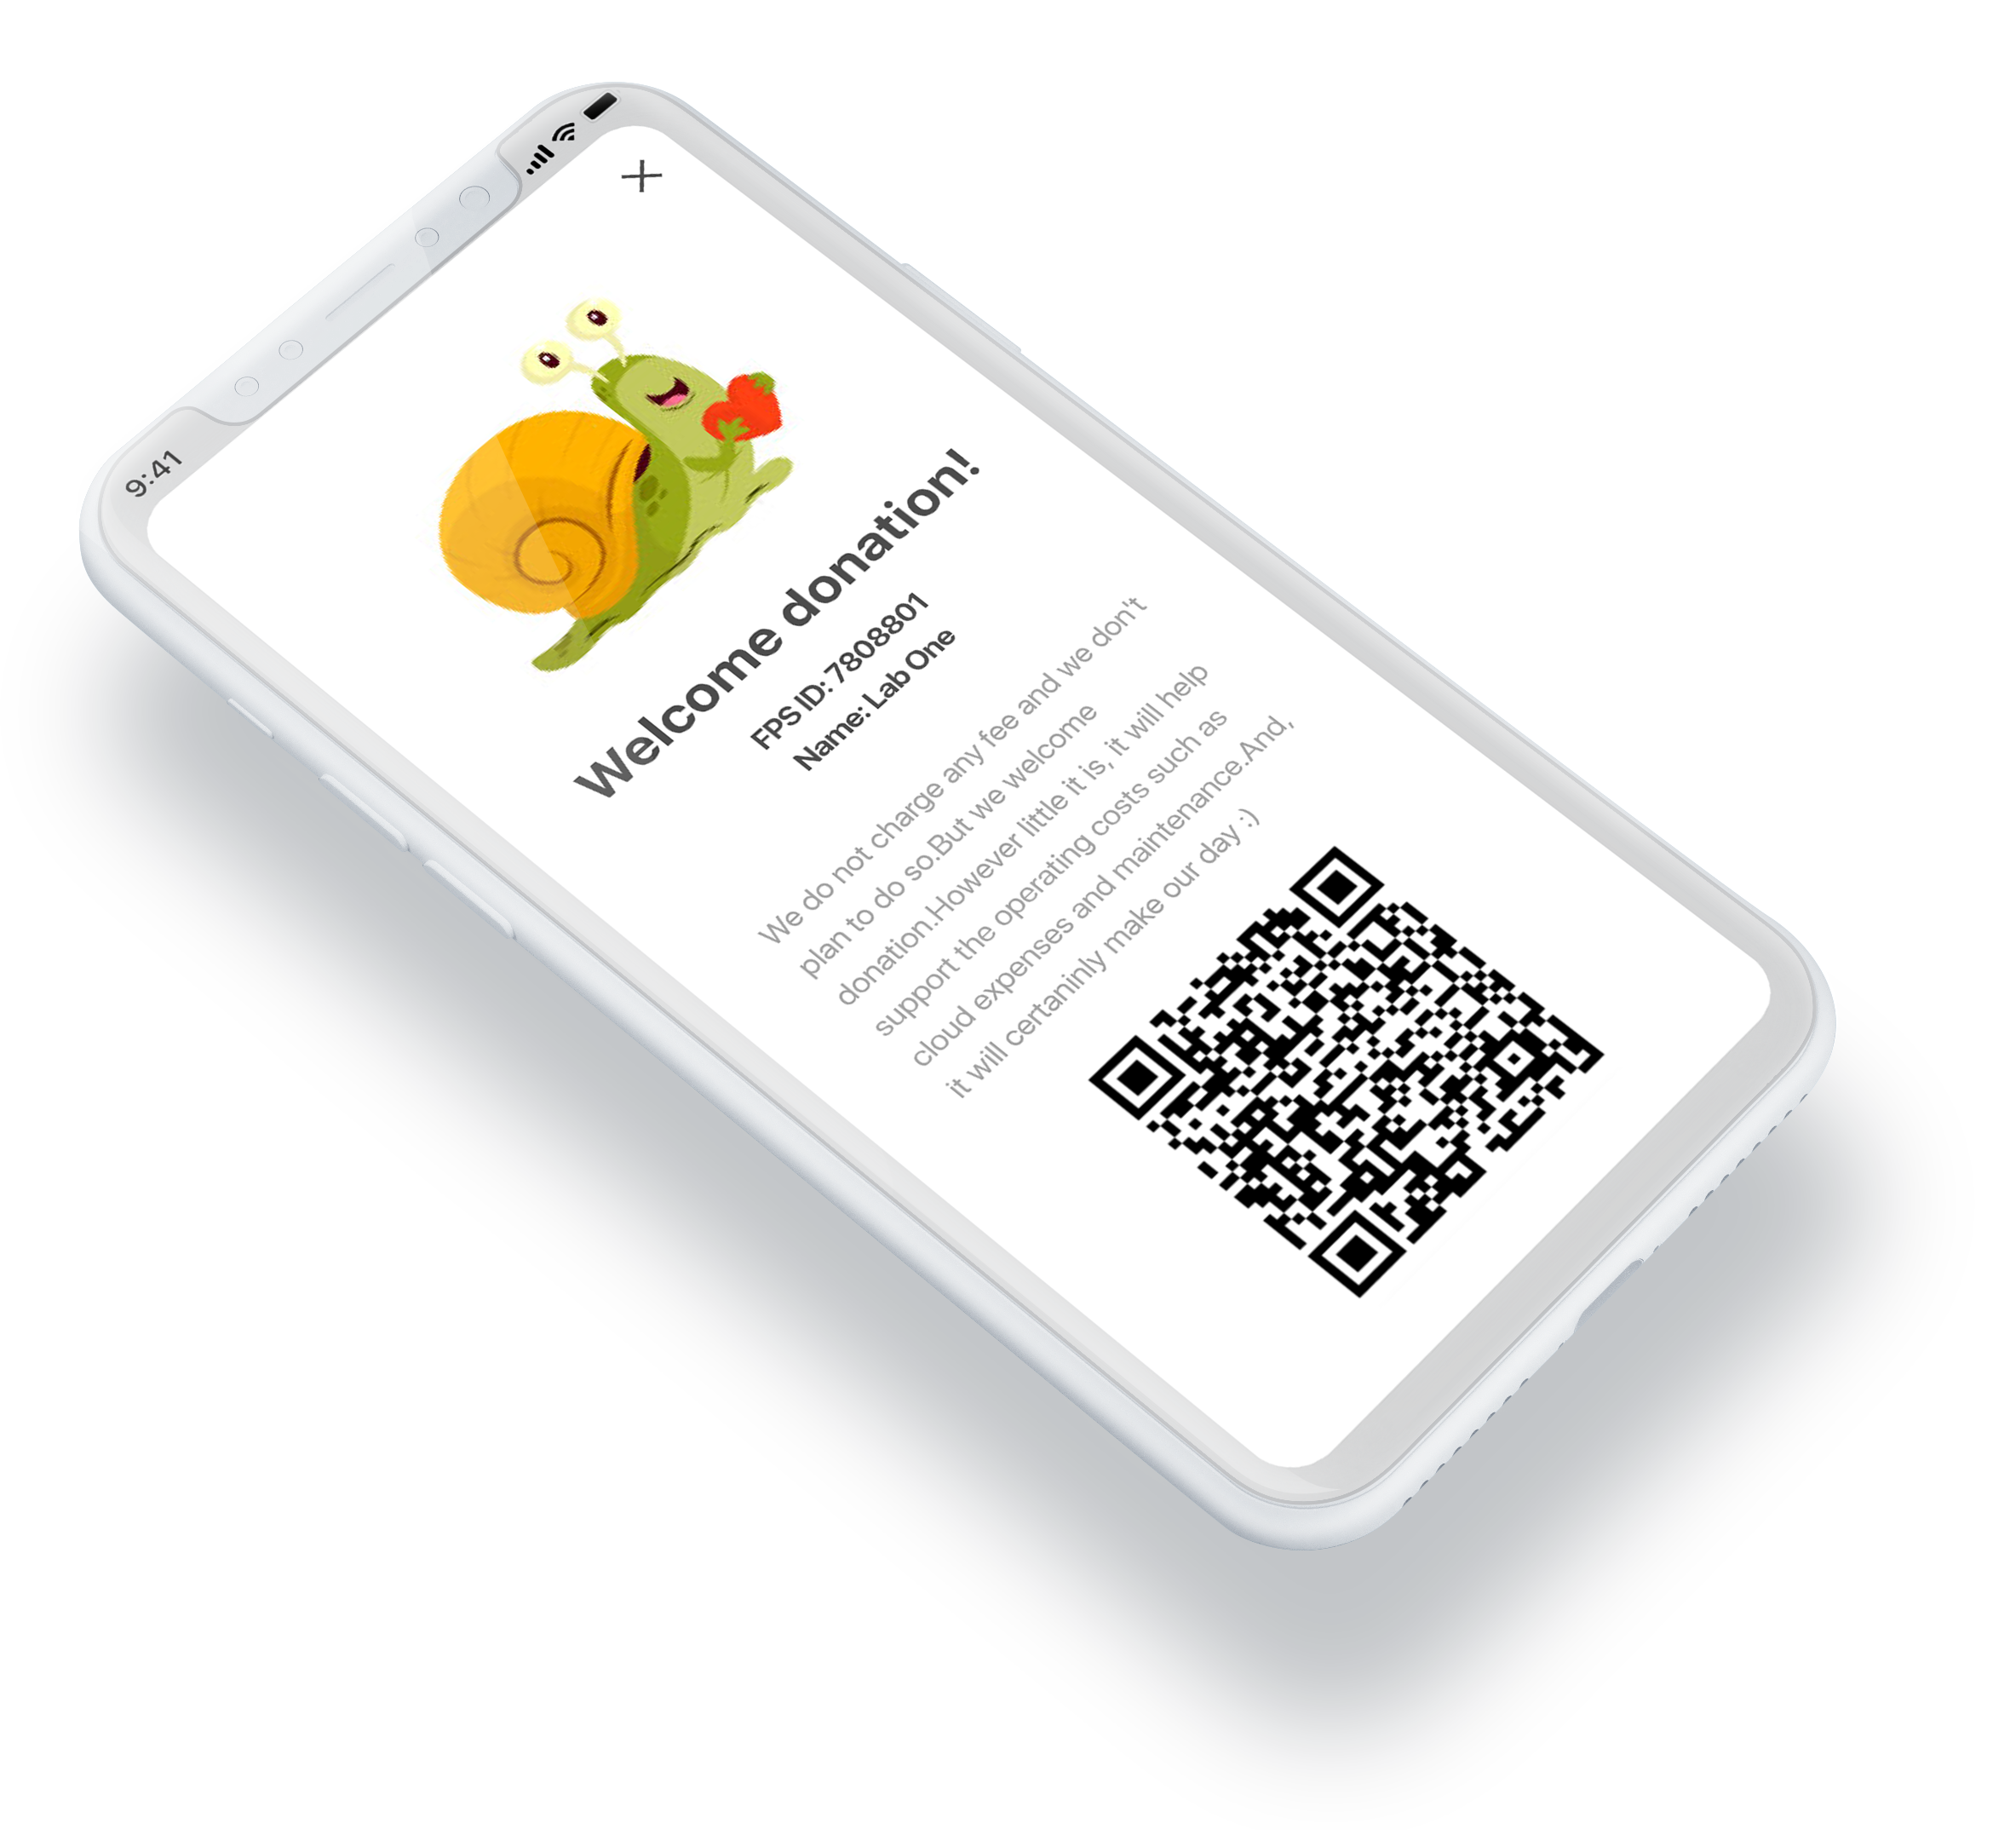 9:41
Welcome donation!
FPS ID: 7808801
Name: Lab One
We do not charge any fee and we don't
plan to do so.But we welcome
donation.However little it is, it will help
support the operating costs such as
cloud expenses and maintenance.And,
it will certaininly make our day :)